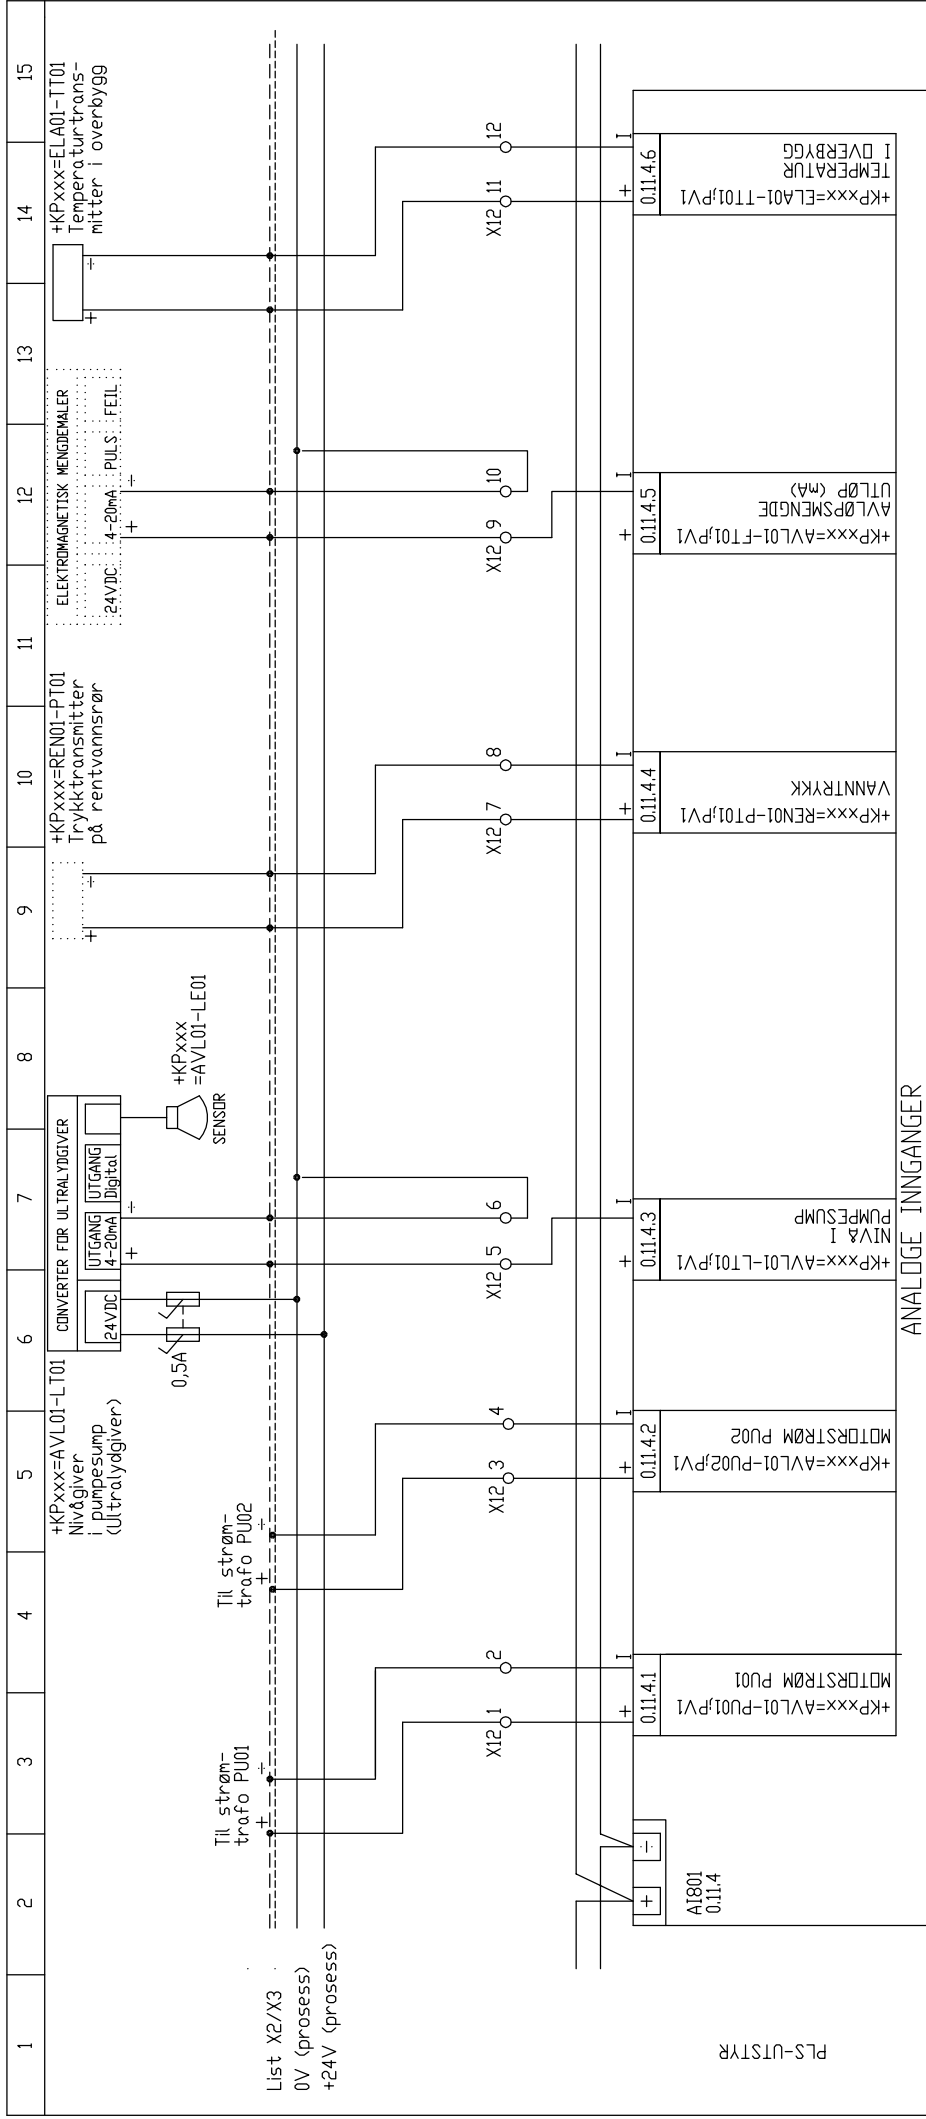 1
2
3
4
5
6
7
8
9
10
11
12
13
14
15
+KPxxx=AVL01-LT01
Nivågiver
i pumpesump
(Ultralydgiver)
CONVERTER FOR ULTRALYDGIVER
24VDC
UTGANG
4-20mA
UTGANG
Digital
+
0,5A
+KPxxx
=AVL01-LE01
SENSOR
+KPxxx=REN01-PT01
Trykktransmitter
på rentvannsrør
+
ELEKTROMAGNETISK MENGDEMALER
24VDC
4-20mA
PULS
FEIL
+
+KPxxx=ELA01-TT01
Temperaturtrans-
mitter i overbygg
+
Til strøm-
trafo PU01
+
Til strøm-
trafo PU02
+
List X2/X3
0V (prosess)
+24V (prosess)
X12 1
2
X12 3
4
X12 5
6
X12 7
8
X12 9
10
X12 11
12
PLS-UTSTYR
+
-
AI801
0.11.4
+
I
0.11.4.1
+KPxxx=AVL01-PU01;PV1
MOTORSTRØM PU01
+
I
0.11.4.2
+KPxxx=AVL01-PU02;PV1
MOTORSTRØM PU02
+
I
0.11.4.3
+KPxxx=AVL01-LT01;PV1
NIVÅ I
PUMPESUMP
+
I
0.11.4.4
+KPxxx=REN01-PT01;PV1
VANNTRYKK
+
I
0.11.4.5
+KPxxx=AVL01-FT01;PV1
AVLØPSMENGDE
UTLØP (mA)
+
I
0.11.4.6
+KPxxx=ELA01-TT01;PV1
TEMPERATUR
I OVERBYGG
ANALOGE INNGANGER